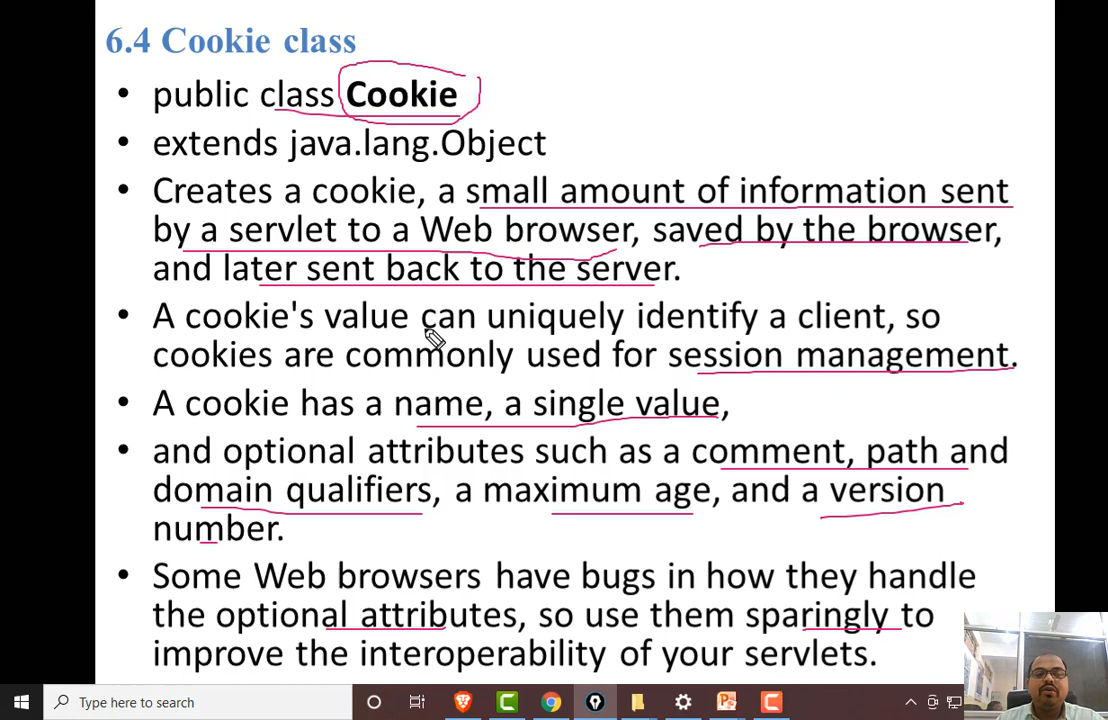 6.4 Cookie class
• public class Cookie
• extends java.lang.Object
• Creates a cookie, a small amount of information sent
by a servlet to a Web browser, saved by the browser,
and later sent back to the server.
• A cookie's value can uniquely identify a client, so
cookies are commonly used for session management.
• A cookie has a name, a single value,
• and optional attributes such as a comment, path and
domain qualifiers, a maximum age, and a version
number.
• Some Web browsers have bugs in how they handle
the optional attributes, so use them sparingly to
improve the interoperability of your servlets.
Type here to search